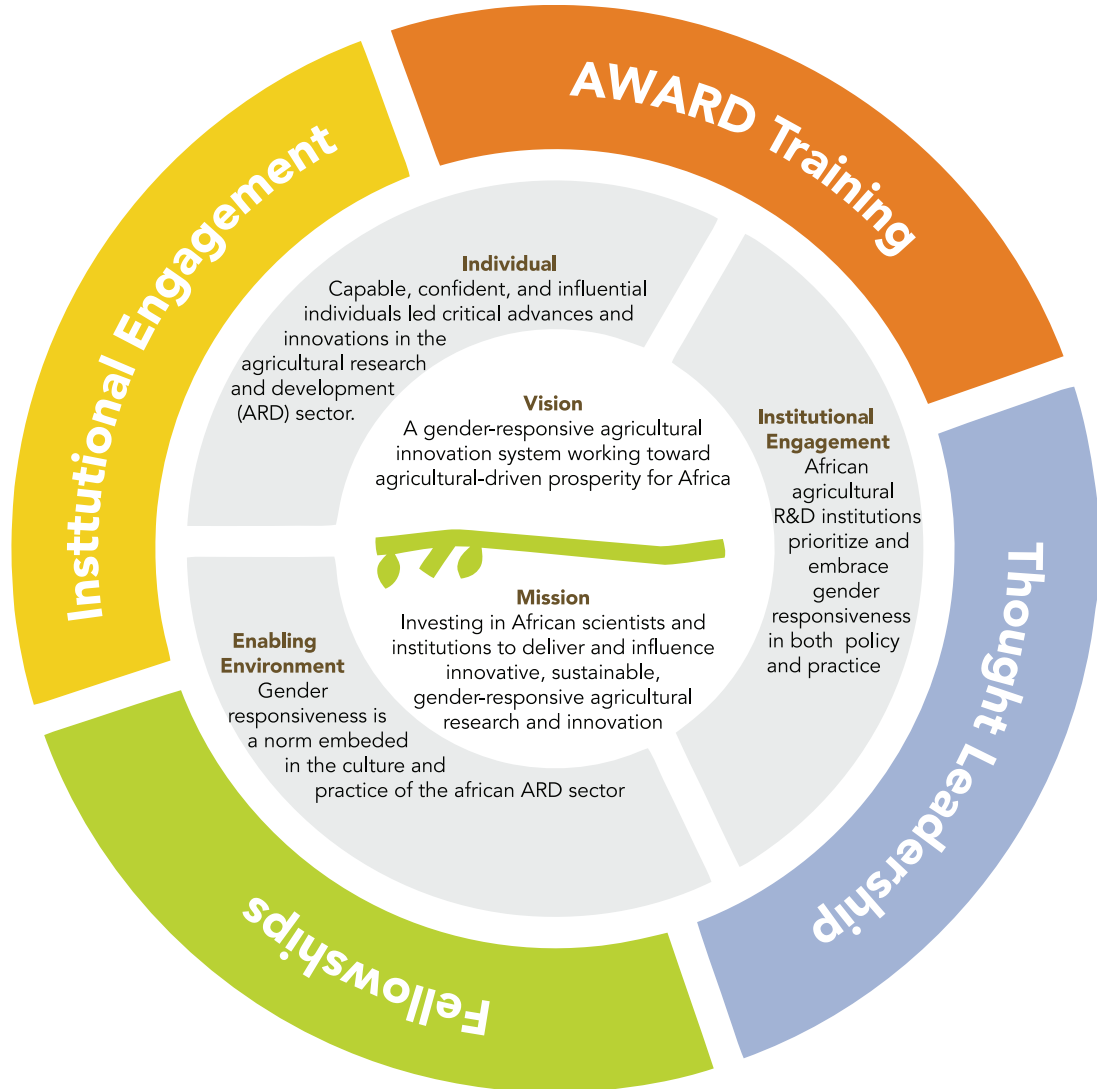 AWARD Training
Insttutional Engagement
Thought Leadership
Fellowships
Individual
Capable, confident, and influential
individuals led critical advances and
innovations in the
agricultural research
and development
(ARD) sector.
Vision
A gender-responsive agricultural
innovation system working toward
agricultural-driven prosperity for Africa
Institutional
Engagement
African
agricultural
R&D institutions
prioritize and
embrace
gender
responsiveness
in both policy
and practice
Mission
Investing in African scientists and
institutions to deliver and influence
innovative, sustainable,
gender-responsive agricultural
research and innovation
Enabling
Environment
Gender
responsiveness is
a norm embeded
in the culture and
practice of the african ARD sector